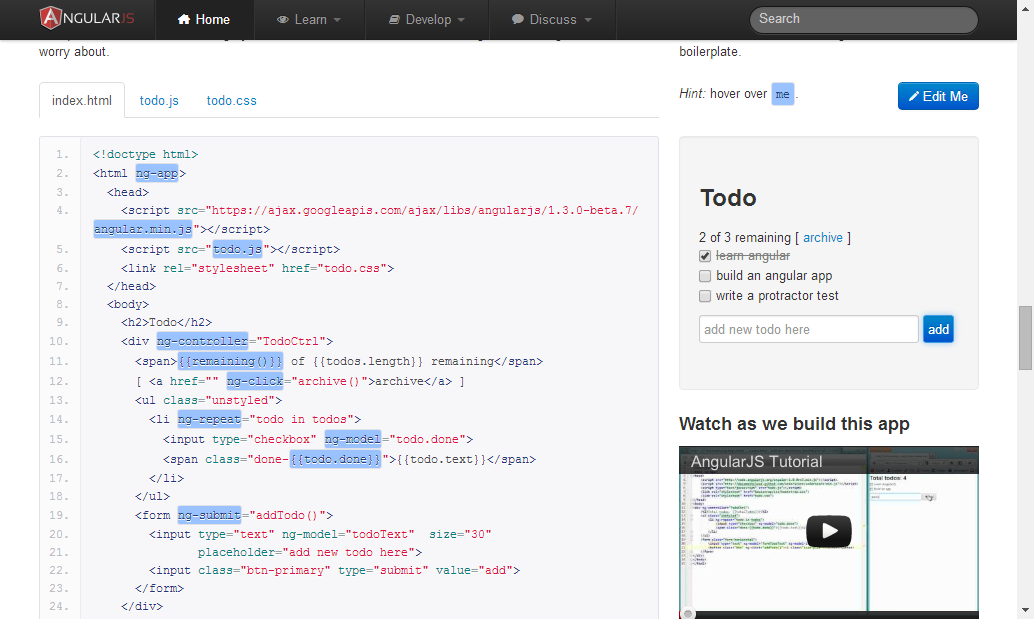 ANGULARJS Home Learn Develop Discuss Search
worry about.
boilerplate.
index.html todo.js todo.css
Hint: hover over me .
Edit Me
1. <!doctype html>
2. <html ng-app>
3. <head>
4. <script src="https://ajax.googleapis.com/ajax/libs/angularjs/1.3.0-beta.7/
angular.min.js"></script>
5. <script src="todo.js"></script>
6. <link rel="stylesheet" href="todo.css">
7. </head>
8. <body>
9. <h2>Todo</h2>
10. <div ng-controller="TodoCtrl">
11. <span>{{remaining()}} of {{todos.length}} remaining</span>
12. [ <a href="" ng-click="archive()">archive</a> ]
13. <ul class="unstyled">
14. <li ng-repeat="todo in todos">
15. <input type="checkbox" ng-model="todo.done">
16. <span class="done-{{todo.done}}">{{todo.text}}</span>
17. </li>
18. </ul>
19. <form ng-submit="addTodo()">
20. <input type="text" ng-model="todoText"  size="30"
21. placeholder="add new todo here">
22. <input class="btn-primary" type="submit" value="add">
23. </form>
24. </div>
Todo
2 of 3 remaining [ archive ]
learn angular
build an angular app
write a protractor test
add new todo here add
Watch as we build this app
AngularJS Tutorial
Total todos: 4